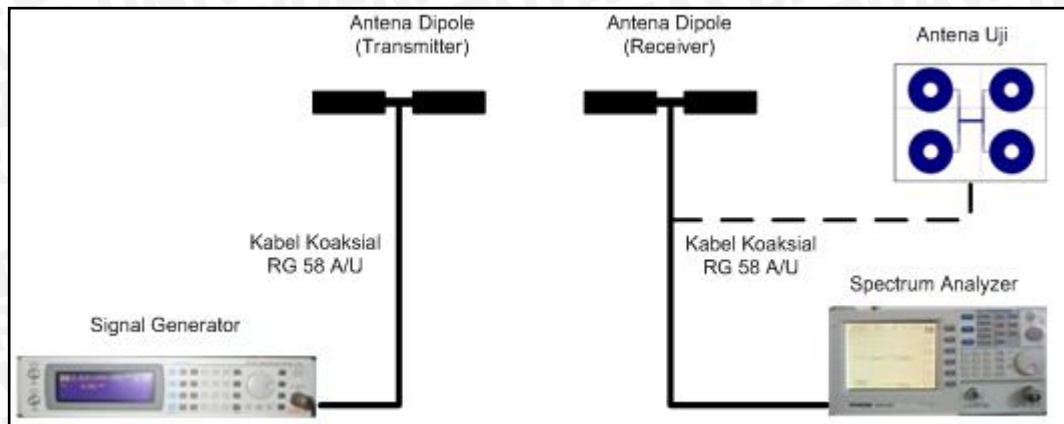 Antena Dipole
(Transmitter)
Antena Dipole
(Receiver)
Antena Uji
Kabel Koaksial
RG 58 A/U
Kabel Koaksial
RG 58 A/U
Spectrum Analyzer
Signal Generator